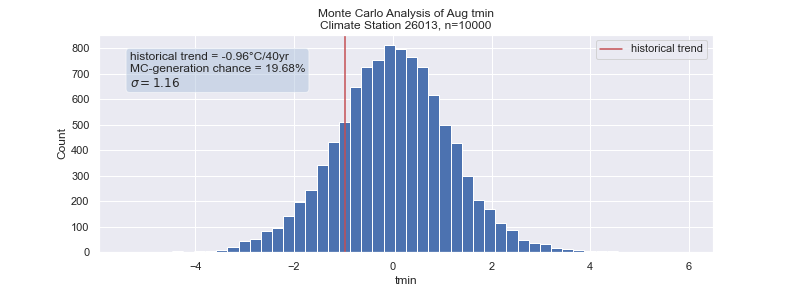 Monte Carlo Analysis of Aug tmin
Climate Station 26013, n=10000
historical trend = -0.96°C/40yr
MC-generation chance = 19.68%
σ = 1.16
historical trend
800
700
600
500
400
300
200
100
0
Count
−4
−2
0
2
4
6
tmin